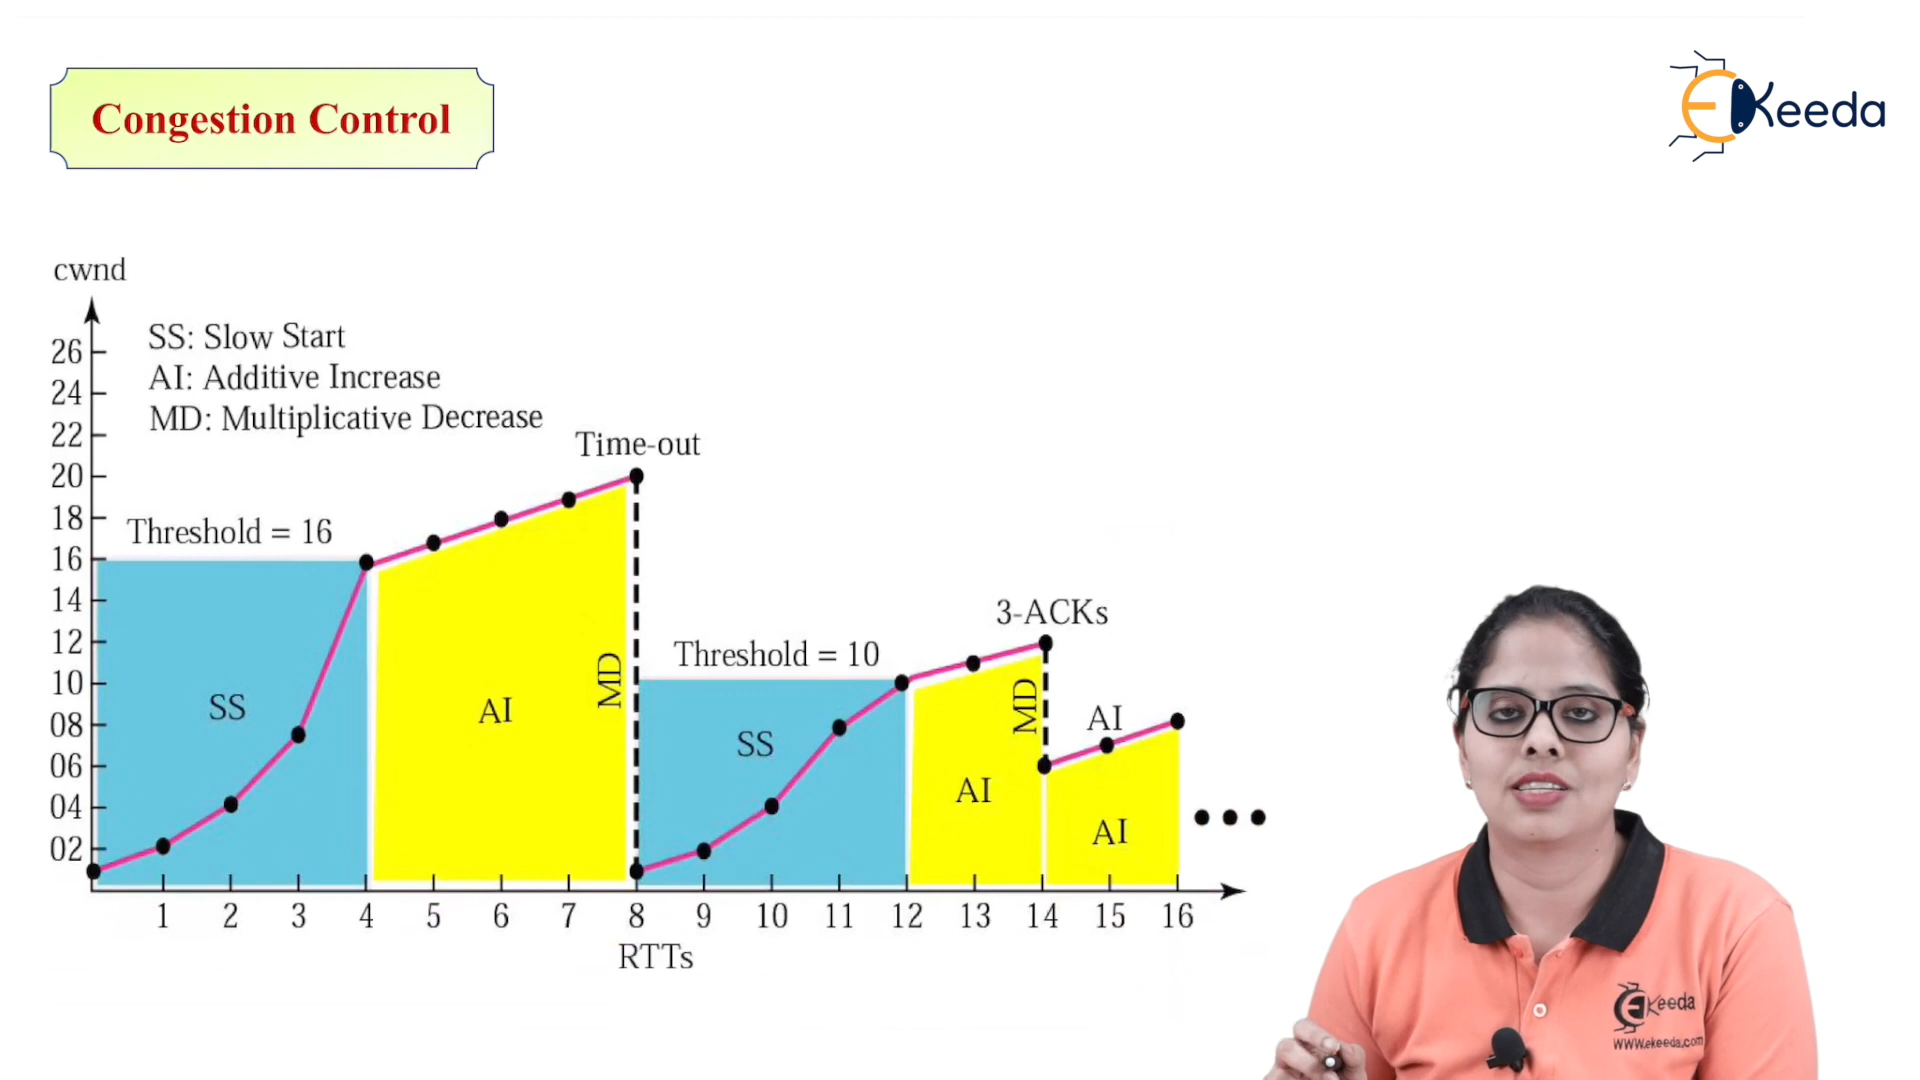 Congestion Control
EKeeda
cwnd
SS: Slow Start
AI: Additive Increase
MD: Multiplicative Decrease
26
24
22
20
18
16
14
12
10
08
06
04
02
Time-out
Threshold = 16
SS
AI
MD
Threshold = 10
SS
3-ACKs
MD
AI
AI
AI
1 2 3 4 5 6 7 8 9 10 11 12 13 14 15 16
RTTs
EKeeda
WWW.ekeeda.com